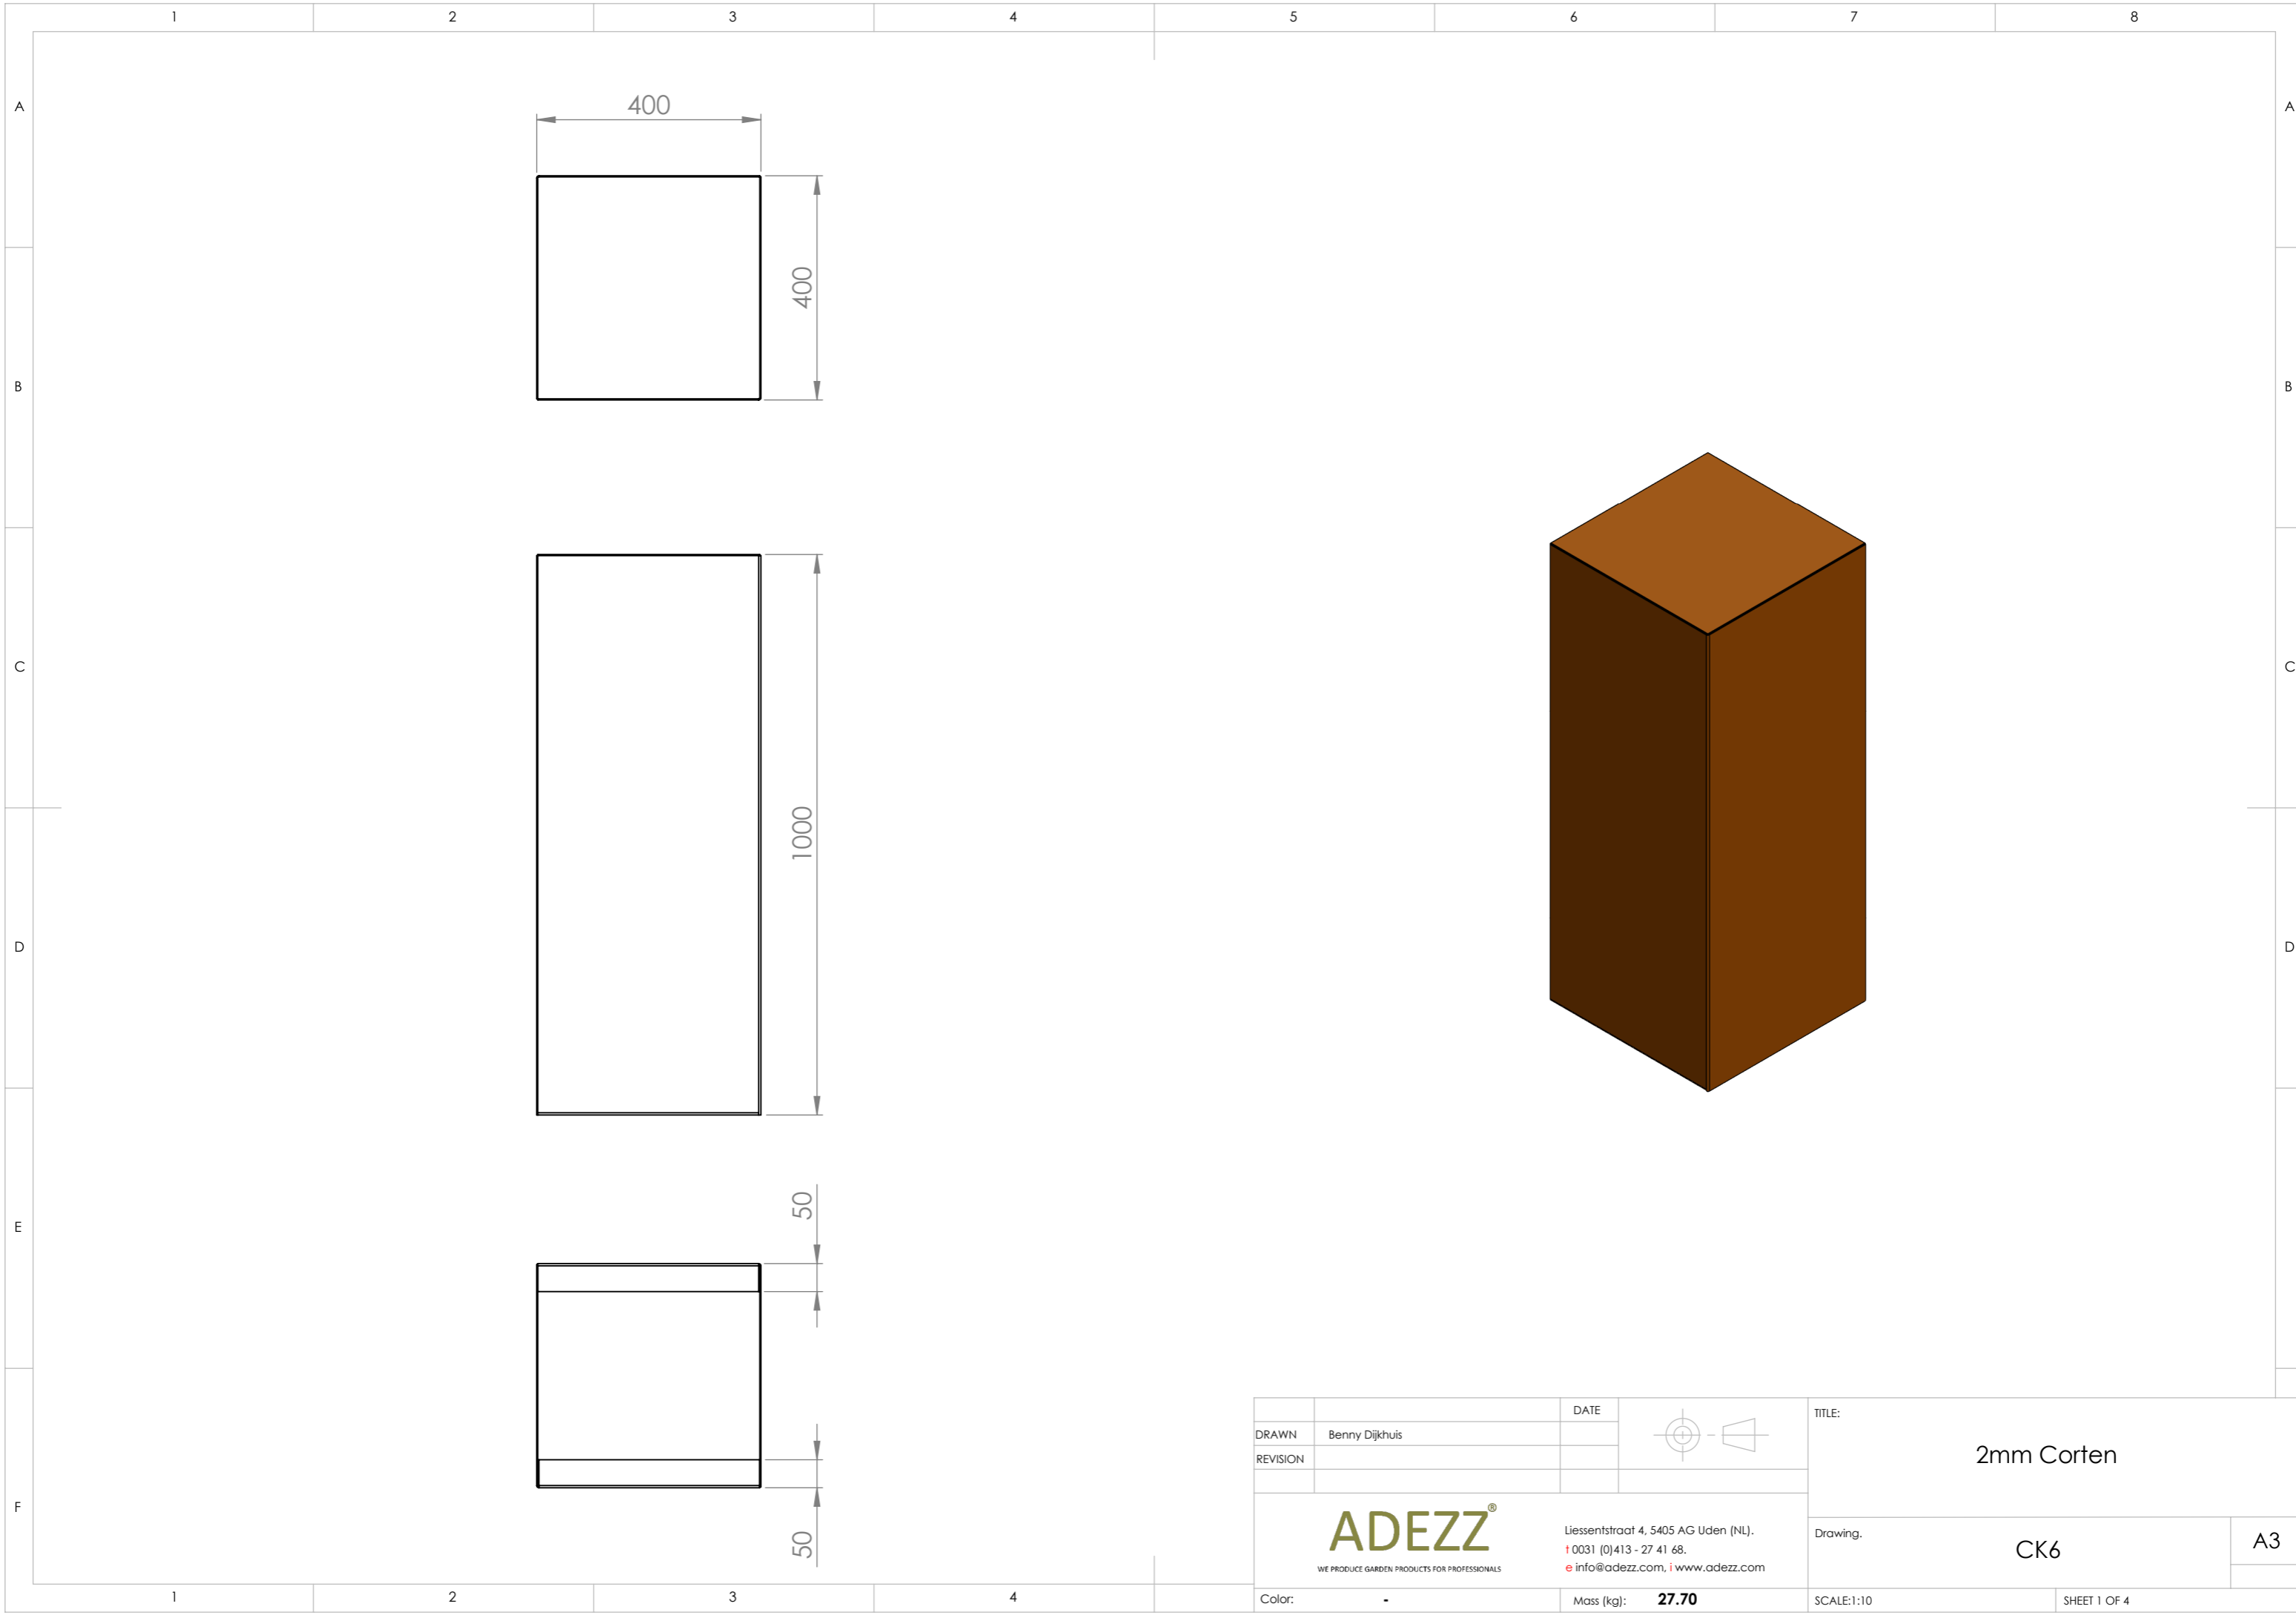 1 2 3 4 5 6 7 8
A A
400
400
B B
C C
1000
D D
50
E
50
F
DATE
DRAWN Benny Dijkhuis
REVISION
TITLE:
2mm Corten
ADEZZ®
WE PRODUCE GARDEN PRODUCTS FOR PROFESSIONALS
Liessentstraat 4, 5405 AG Uden (NL).
t 0031 (0)413 - 27 41 68.
e info@adezz.com, i www.adezz.com
Drawing.
CK6
A3
Color: -
Mass (kg): 27.70
SCALE:1:10
SHEET 1 OF 4
1 2 3 4